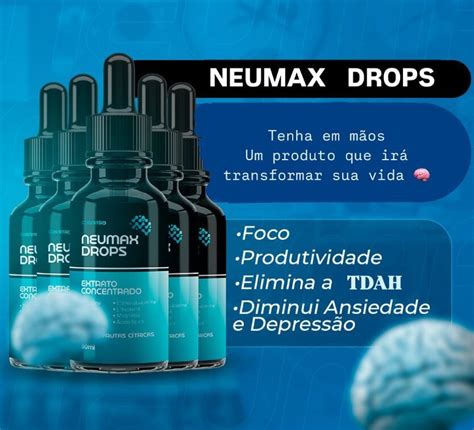 NEUMAX DROPS
Tenha em mãos
Um produto que irá
transformar sua vida
•Foco
•Produtividade
•Elimina a TDAH
•Diminui Ansiedade
e Depressão
NEUMAX
DROPS
EXTRATO
CONCENTRADO